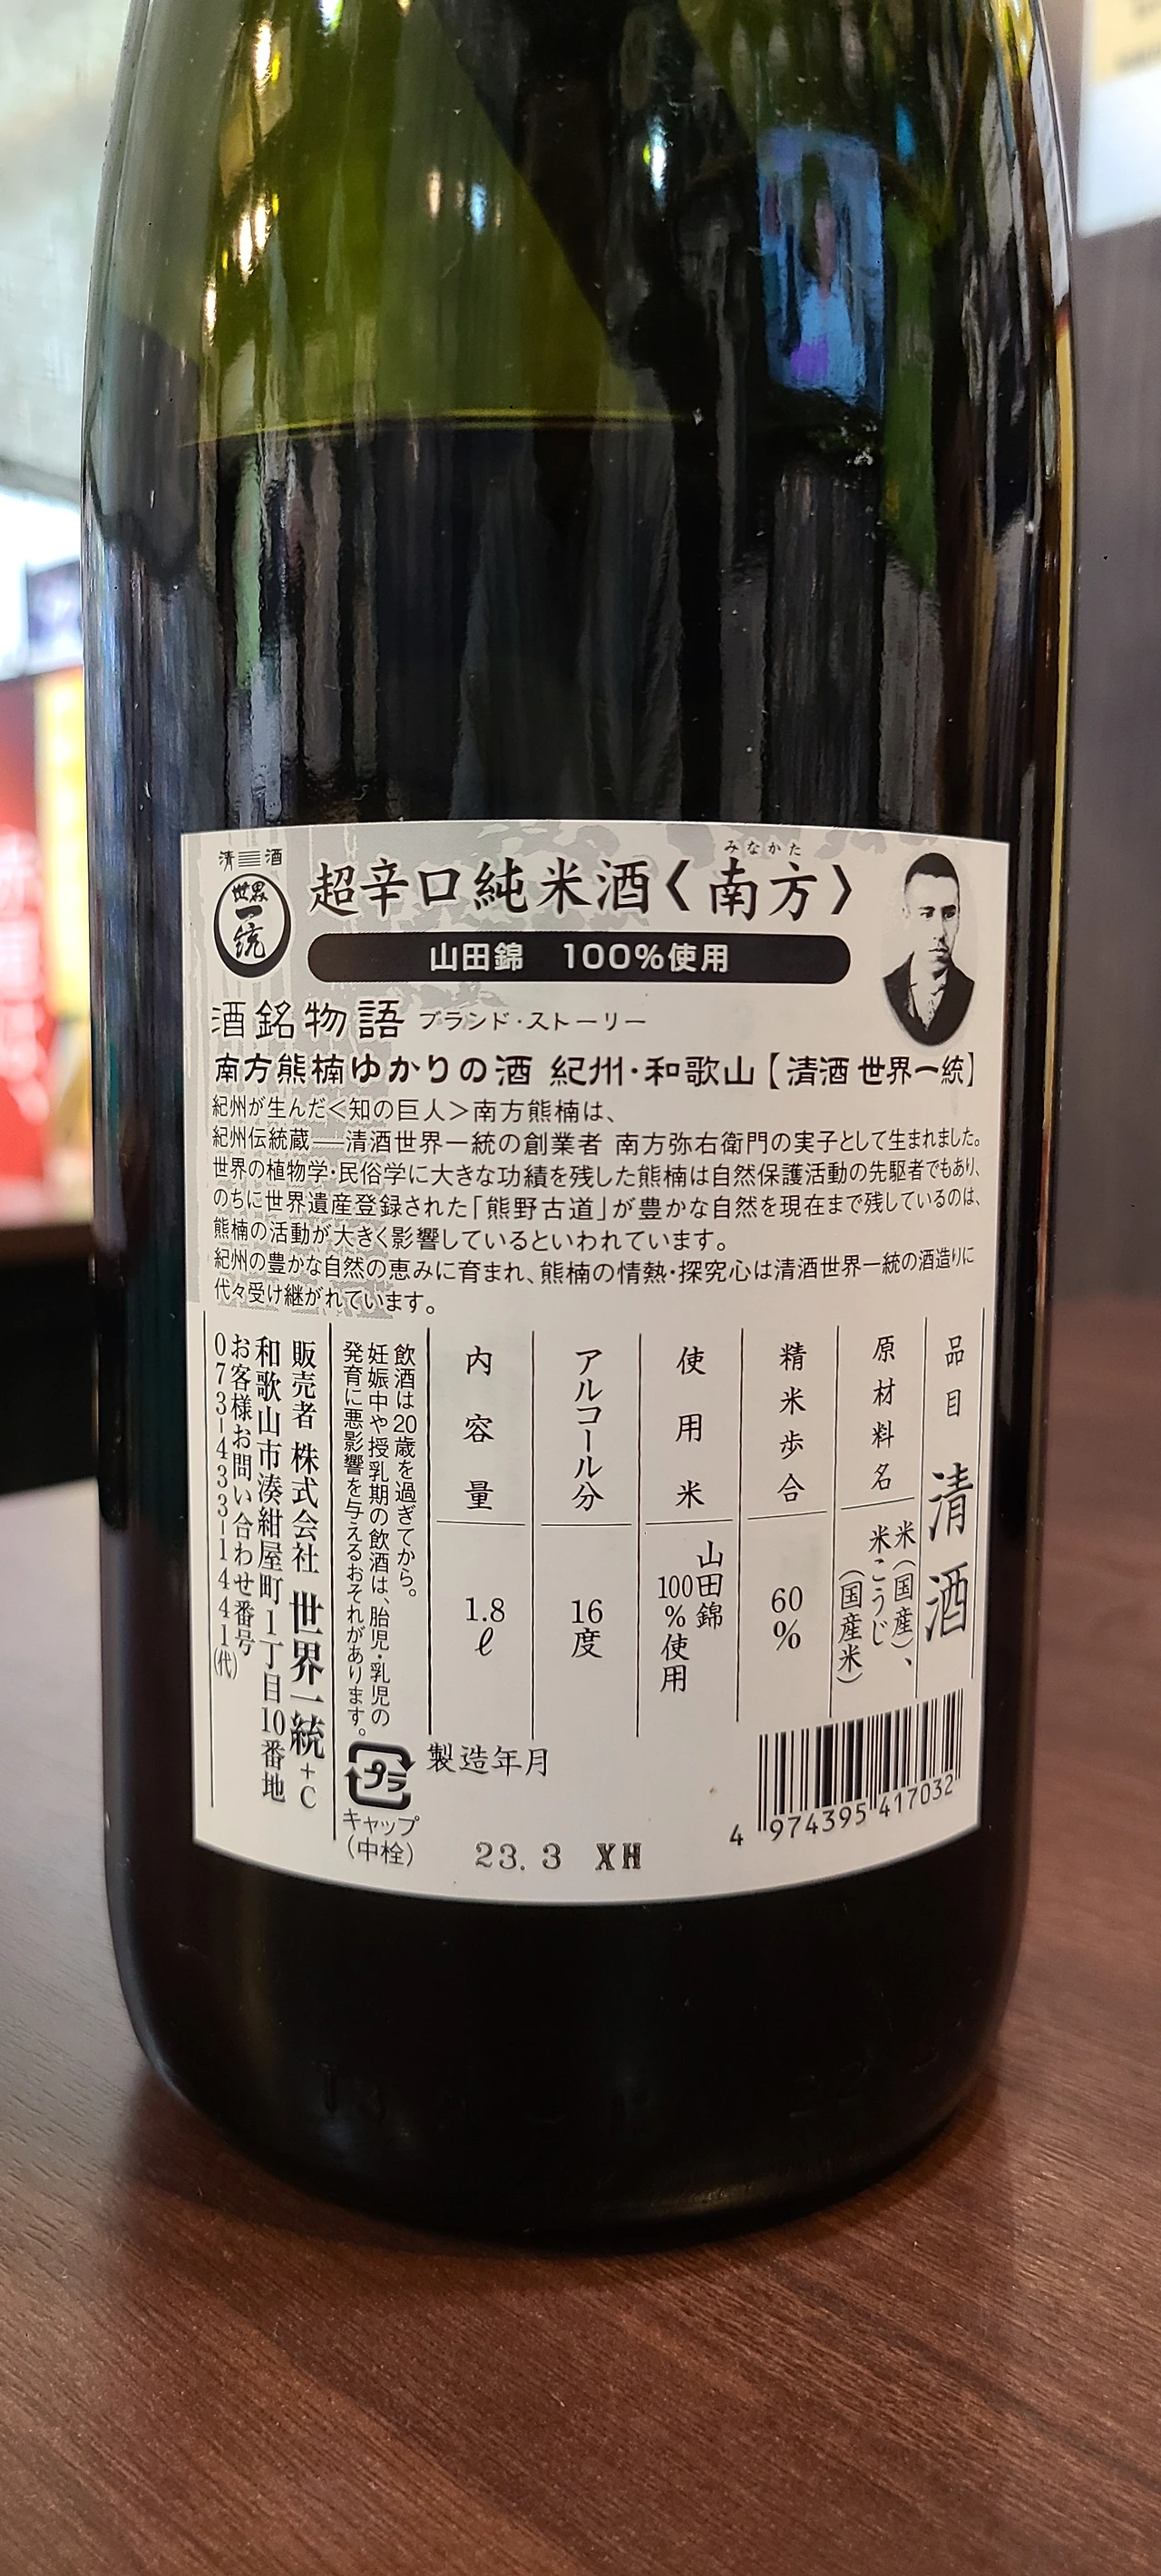 清酒
世界
一統
みなかた
超辛口純米酒〈南方〉
山田錦 100%使用
酒銘物語 ブランド・ストーリー
南方熊楠ゆかりの酒 紀州・和歌山【清酒 世界一統】
紀州が生んだ＜知の巨人＞南方熊楠は、
紀州伝統蔵──清酒世界一統の創業者 南方弥右衛門の実子として生まれました。
世界の植物学・民俗学に大きな功績を残した熊楠は自然保護活動の先駆者でもあり、
のちに世界遺産登録された「熊野古道」が豊かな自然を現在まで残しているのは、
熊楠の活動が大きく影響しているといわれています。
紀州の豊かな自然の恵みに育まれ、熊楠の情熱・探究心は清酒世界一統の酒造りに
代々受け継がれています。
品目 清酒
原材料名 米（国産）、
米こうじ
（国産米）
精米歩合 60%
使用米 山田錦
100%使用
アルコール分 16度
内容量 1.8ℓ
飲酒は20歳を過ぎてから。
妊娠中や授乳期の飲酒は、胎児・乳児の
発育に悪影響を与えるおそれがあります。
販売者 株式会社 世界一統+C
和歌山市湊紺屋町1丁目10番地
お客様お問い合わせ番号
073-433-1441(代)
プラ
キャップ
（中栓）
製造年月
23.3 XH
4 974395 417032